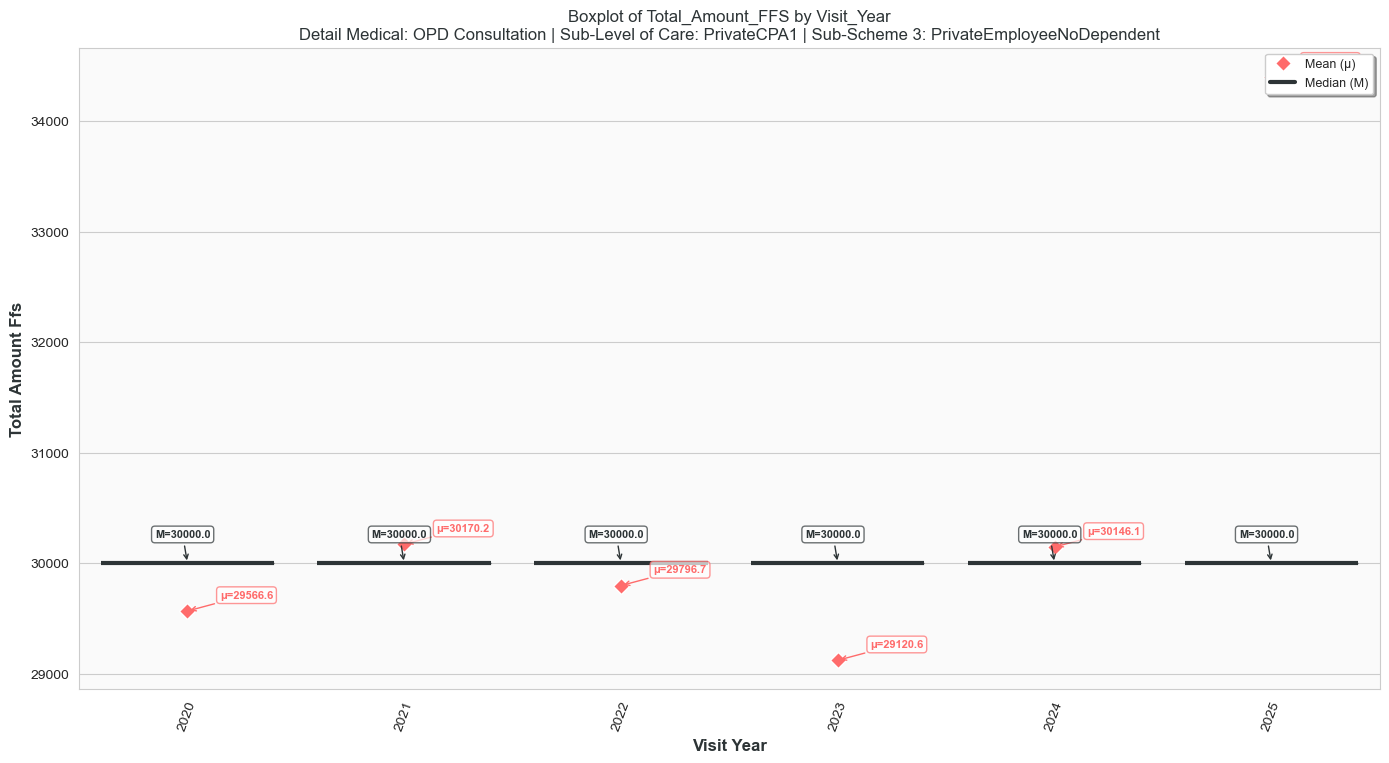 Boxplot of Total_Amount_FFS by Visit_Year
Detail Medical: OPD Consultation | Sub-Level of Care: PrivateCPA1 | Sub-Scheme 3: PrivateEmployeeNoDependent
Mean (μ)
Median (M)
Total Amount Ffs
34000
33000
32000
31000
30000
29000
M=30000.0
μ=29566.6
M=30000.0
μ=30170.2
M=30000.0
μ=29796.7
M=30000.0
μ=29120.6
M=30000.0
μ=30146.1
M=30000.0
2020
2021
2022
2023
2024
2025
Visit Year